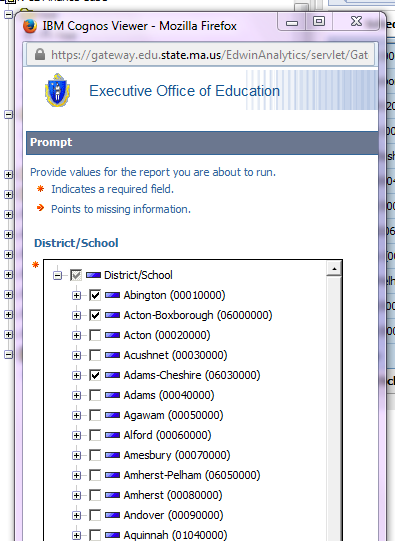 IBM Cognos Viewer - Mozilla Firefox
https://gateway.edu.state.ma.us/EdwinAnalytics/servlet/Gat
Executive Office of Education
Prompt
Provide values for the report you are about to run.
Indicates a required field.
Points to missing information.
District/School
District/School
Abington (00010000)
Acton-Boxborough (06000000)
Acton (00020000)
Acushnet (00030000)
Adams-Cheshire (06030000)
Adams (00040000)
Agawam (00050000)
Alford (00060000)
Amesbury (00070000)
Amherst-Pelham (06050000)
Amherst (00080000)
Andover (00090000)
Aquinnah (01040000)